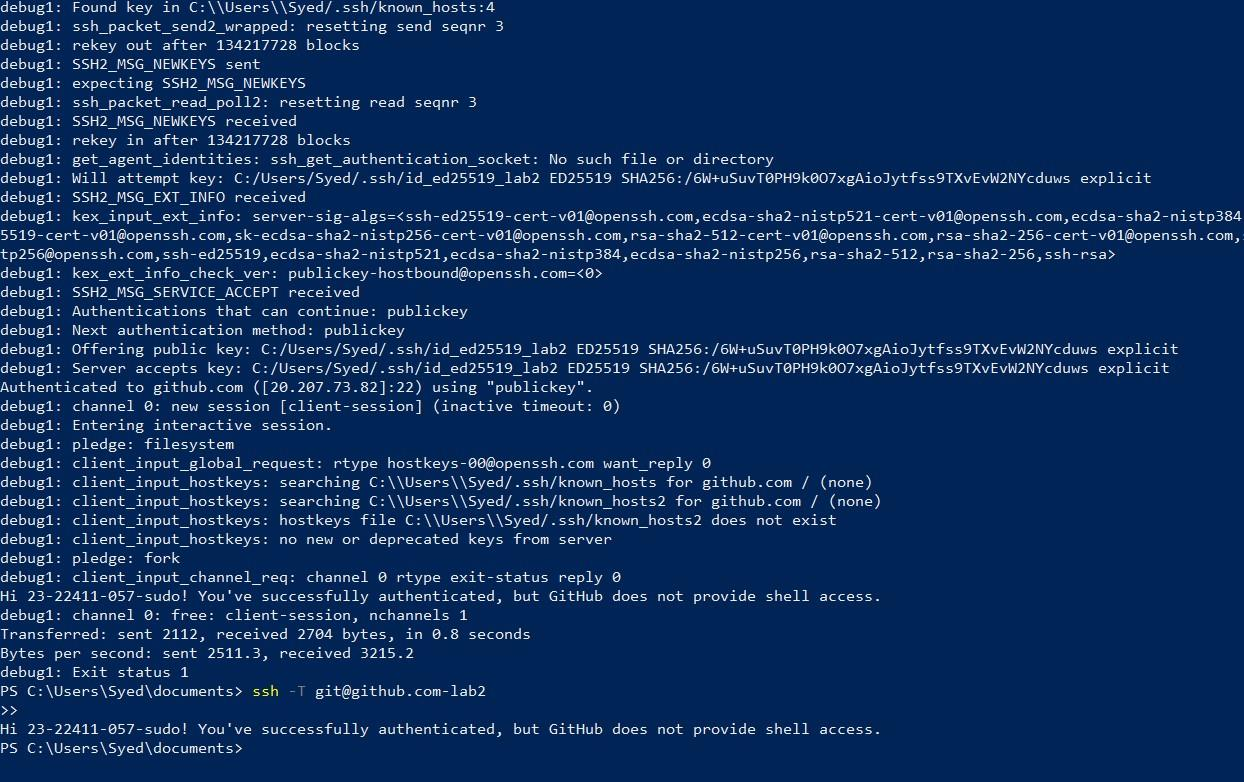 debug1: Found key in C:\\Users\\Syed/.ssh/known_hosts:4
debug1: ssh_packet_send2_wrapped: resetting send seqnr 3
debug1: rekey out after 134217728 blocks
debug1: SSH2_MSG_NEWKEYS sent
debug1: expecting SSH2_MSG_NEWKEYS
debug1: ssh_packet_read_poll2: resetting read seqnr 3
debug1: SSH2_MSG_NEWKEYS received
debug1: rekey in after 134217728 blocks
debug1: get_agent_identities: ssh_get_authentication_socket: No such file or directory
debug1: Will attempt key: C:/Users/Syed/.ssh/id_ed25519_lab2 ED25519 SHA256:/6W+uSuvT0PH9k0O7xgAioJytfss9TXvEvW2NYcduws explicit
debug1: SSH2_MSG_EXT_INFO received
debug1: kex_input_ext_info: server-sig-algs=<ssh-ed25519-cert-v01@openssh.com,ecdsa-sha2-nistp521-cert-v01@openssh.com,ecdsa-sha2-nistp384
5519-cert-v01@openssh.com,sk-ecdsa-sha2-nistp256-cert-v01@openssh.com,rsa-sha2-512-cert-v01@openssh.com,rsa-sha2-256-cert-v01@openssh.com,
tp256@openssh.com,ssh-ed25519,ecdsa-sha2-nistp521,ecdsa-sha2-nistp384,ecdsa-sha2-nistp256,rsa-sha2-512,rsa-sha2-256,ssh-rsa>
debug1: kex_ext_info_check_ver: publickey-hostbound@openssh.com=<0>
debug1: SSH2_MSG_SERVICE_ACCEPT received
debug1: Authentications that can continue: publickey
debug1: Next authentication method: publickey
debug1: Offering public key: C:/Users/Syed/.ssh/id_ed25519_lab2 ED25519 SHA256:/6W+uSuvT0PH9k0O7xgAioJytfss9TXvEvW2NYcduws explicit
debug1: Server accepts key: C:/Users/Syed/.ssh/id_ed25519_lab2 ED25519 SHA256:/6W+uSuvT0PH9k0O7xgAioJytfss9TXvEvW2NYcduws explicit
Authenticated to github.com ([20.207.73.82]:22) using "publickey".
debug1: channel 0: new session [client-session] (inactive timeout: 0)
debug1: Entering interactive session.
debug1: pledge: filesystem
debug1: client_input_global_request: rtype hostkeys-00@openssh.com want_reply 0
debug1: client_input_hostkeys: searching C:\\Users\\Syed/.ssh/known_hosts for github.com / (none)
debug1: client_input_hostkeys: searching C:\\Users\\Syed/.ssh/known_hosts2 for github.com / (none)
debug1: client_input_hostkeys: hostkeys file C:\\Users\\Syed/.ssh/known_hosts2 does not exist
debug1: client_input_hostkeys: no new or deprecated keys from server
debug1: pledge: fork
debug1: client_input_channel_req: channel 0 rtype exit-status reply 0
Hi 23-22411-057-sudo! You've successfully authenticated, but GitHub does not provide shell access.
debug1: channel 0: free: client-session, nchannels 1
Transferred: sent 2112, received 2704 bytes, in 0.8 seconds
Bytes per second: sent 2511.3, received 3215.2
debug1: Exit status 1
PS C:\Users\Syed\documents> ssh -T git@github.com-lab2
>>
Hi 23-22411-057-sudo! You've successfully authenticated, but GitHub does not provide shell access.
PS C:\Users\Syed\documents>